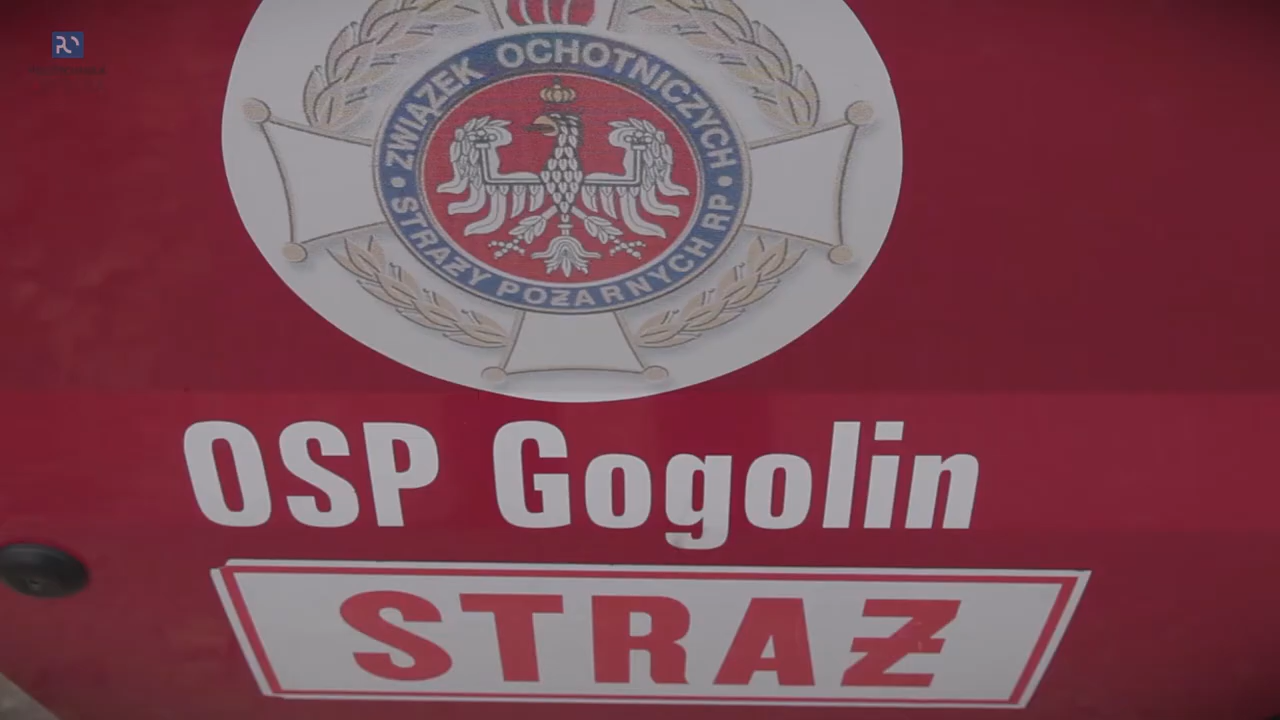 ZWIĄZEK OCHOTNICZYCH
STRAŻY POŻARNYCH RP
OSP Gogolin
STRAŻ